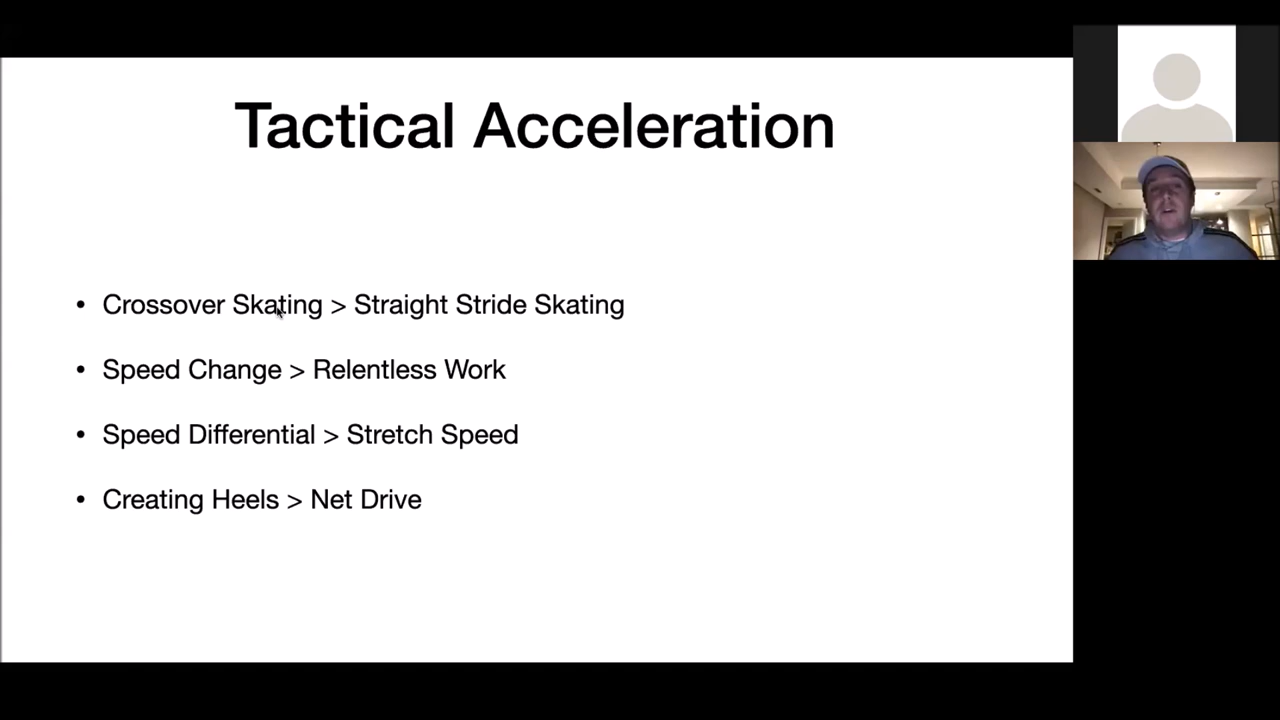 Tactical Acceleration
• Crossover Skating > Straight Stride Skating
• Speed Change > Relentless Work
• Speed Differential > Stretch Speed
• Creating Heels > Net Drive